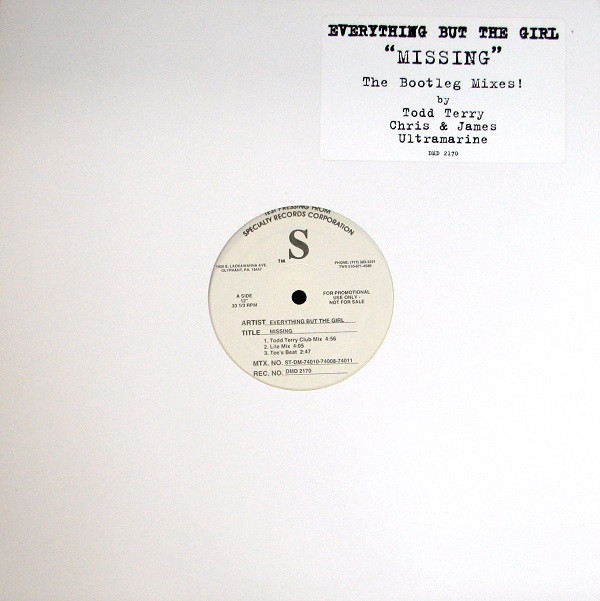 EVERYTHING BUT THE GIRL
"MISSING"
The Bootleg Mixes!
by
Todd Terry
Chris & James
Ultramarine
DMD 2170
TEST PRESSING FROM
SPECIALTY RECORDS CORPORATION
S
TM
1400 E. LACKAWANNA AVE.
OLYPHANT, PA. 18447
PHONE: (717) 383-3291
A SIDE
12"
33 1/3 RPM
FOR PROMOTIONAL
USE ONLY -
NOT FOR SALE
ARTIST EVERYTHING BUT THE GIRL
TITLE MISSING
1. Todd Terry Club Mix 4:56
2. Lite Mix 4:05
3. Tee's Beat 2:47
MTX. NO. ST-DM-74010-74008-74011
REC. NO. DMD 2170